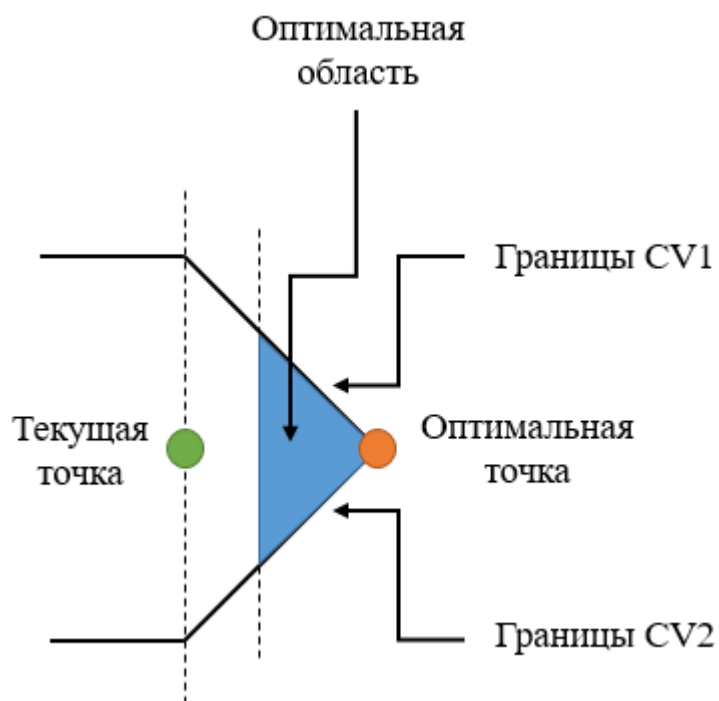 Оптимальная
область
Границы CV1
Текущая
точка
Оптимальная
точка
Границы CV2